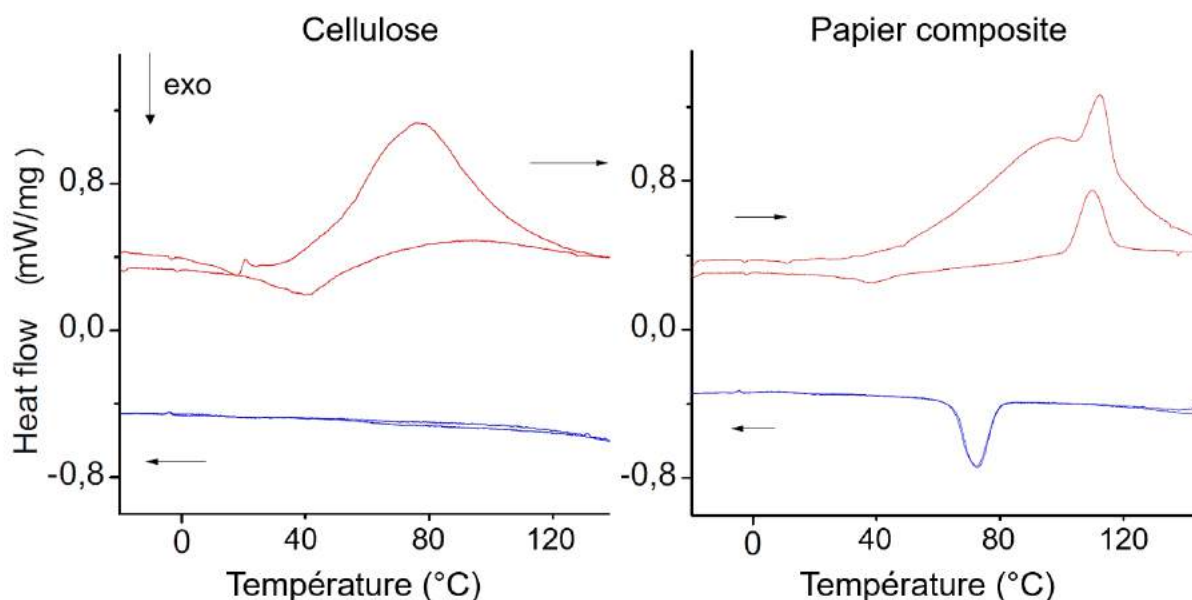 Cellulose
Papier composite
exo
Heat flow (mW/mg)
0,8
0,0
-0,8
0,8
0,0
-0,8
0 40 80 120
0 40 80 120
Température (°C)
Température (°C)